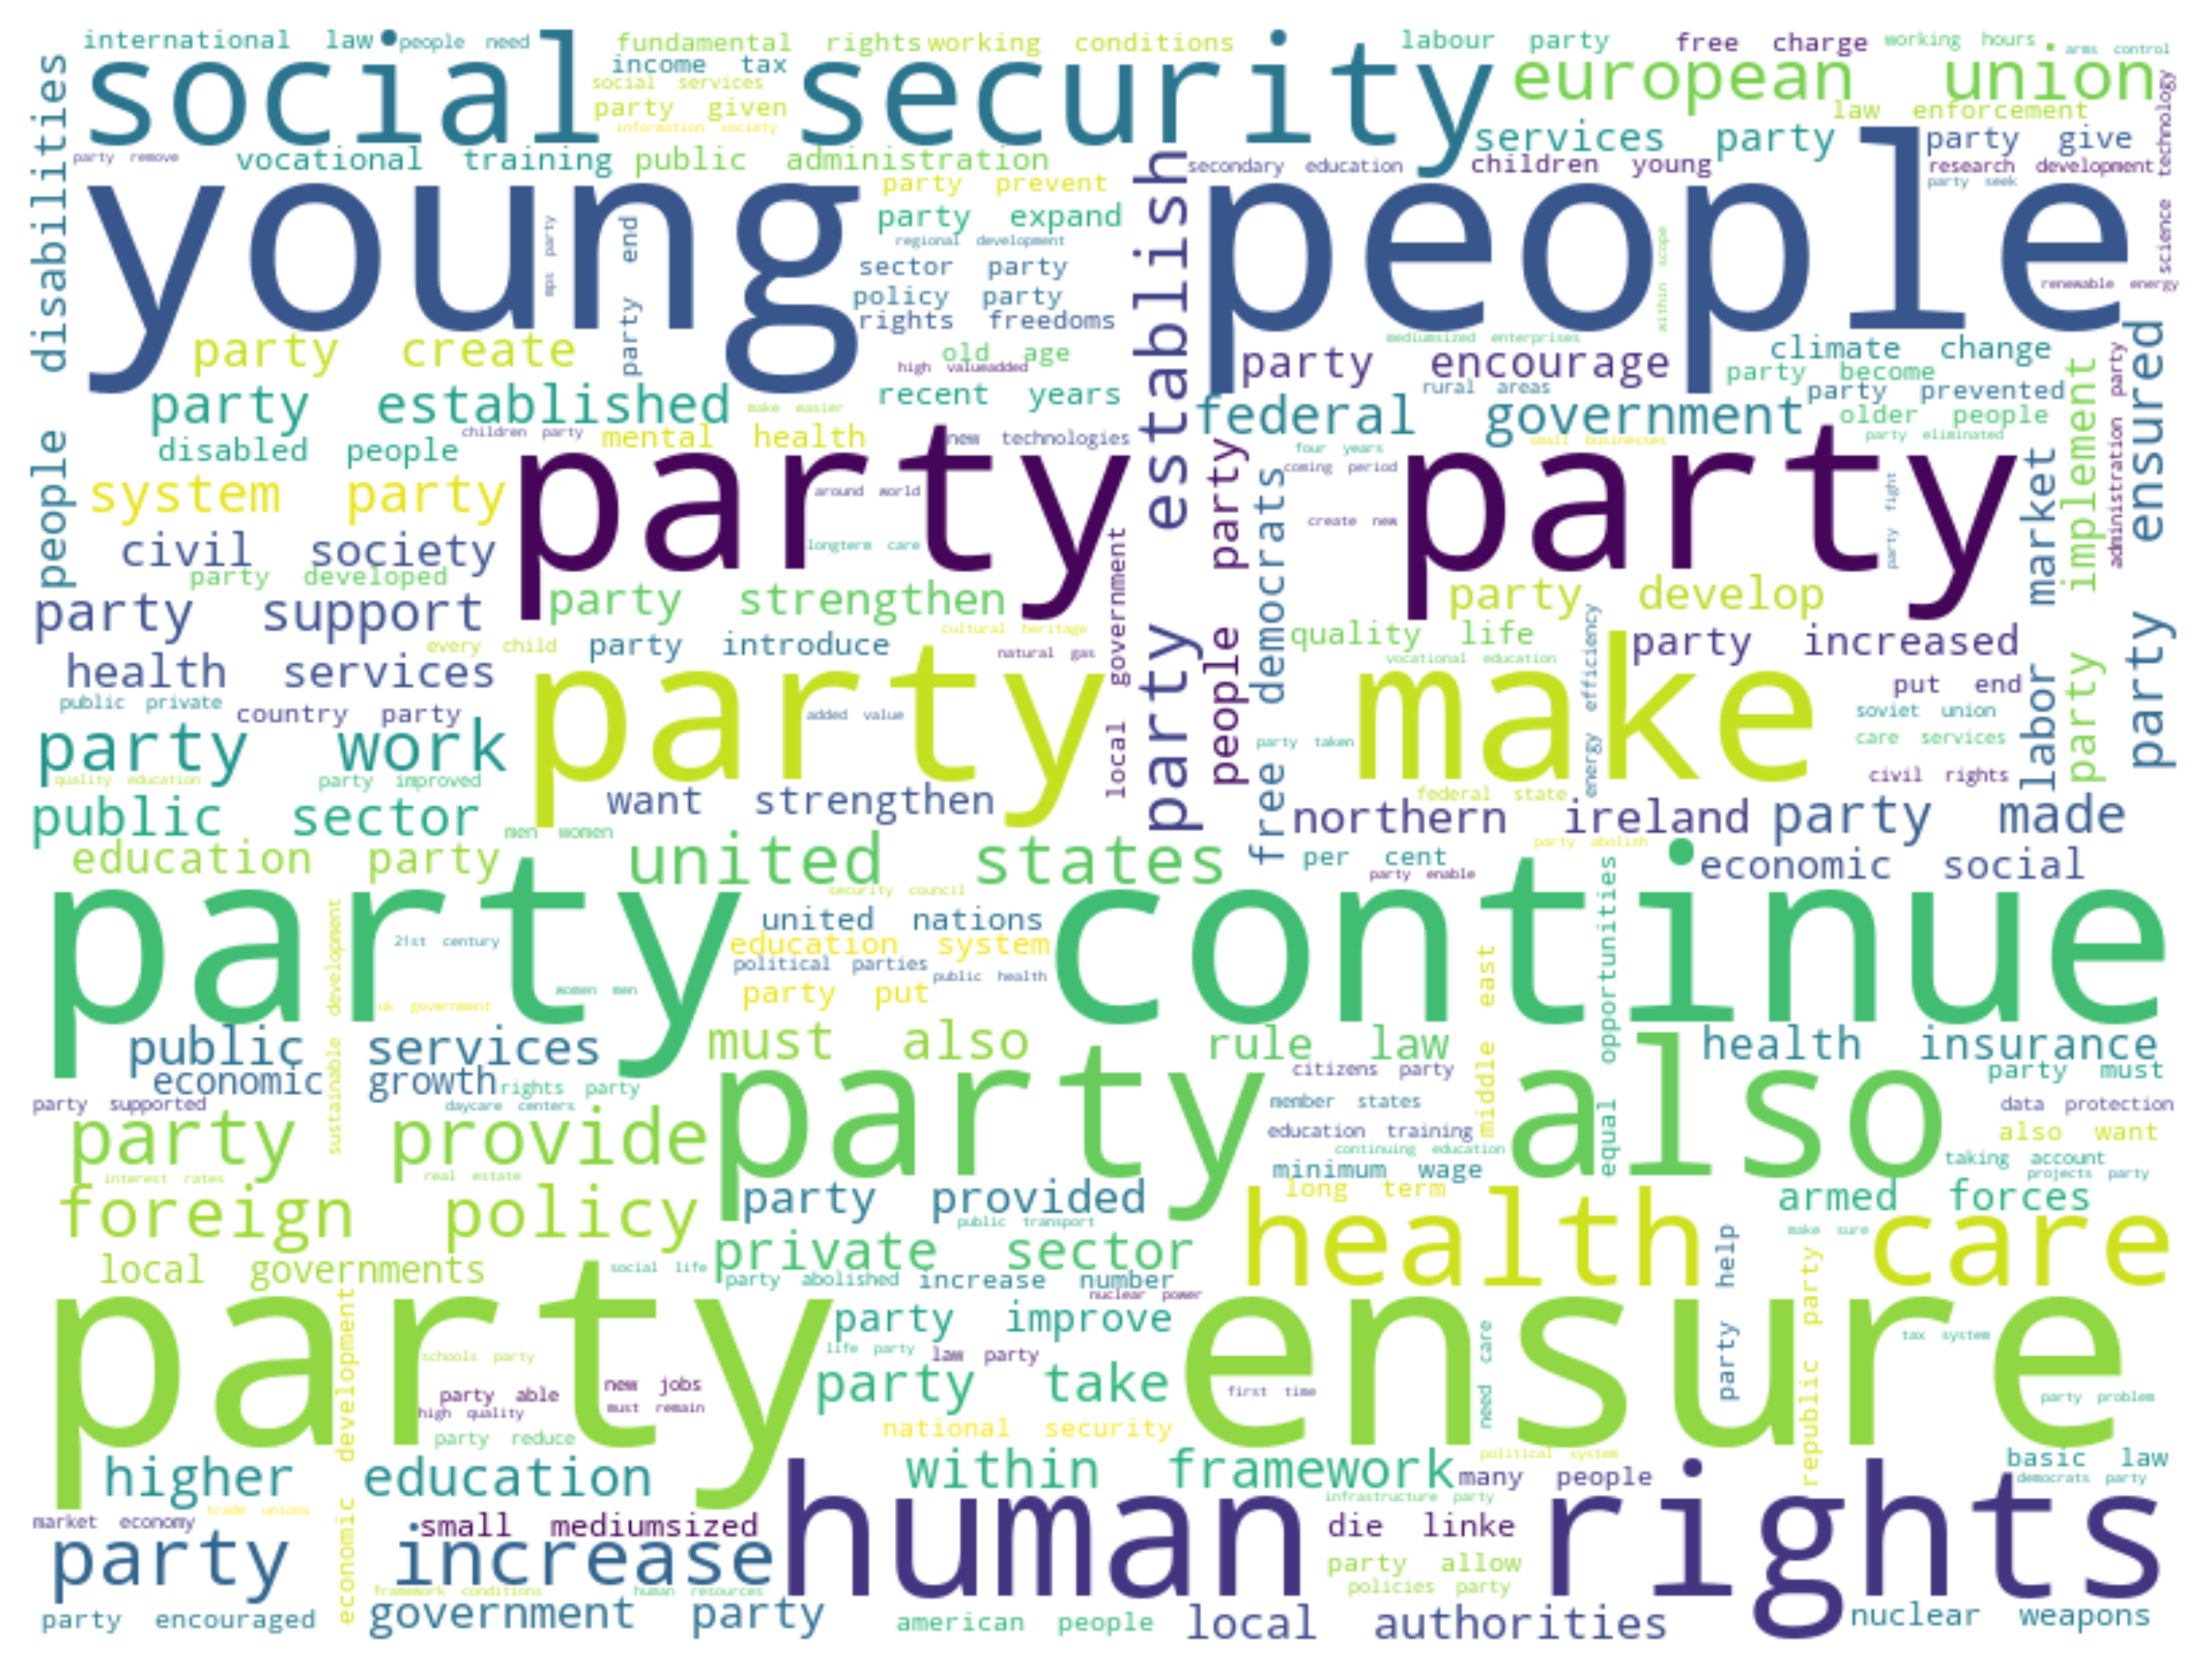 international law
people need
fundamental rights
working conditions
labour party
free charge
working hours
arms control
social security
income tax
social services
party given
information society
european union
law enforcement
services party
party give
party remove
vocational training
public administration
secondary education
children young
research development
party seek
science technology
people disabilities
young people
party prevent
party expand
regional development
sector party
policy party
rights freedoms
mps party
party end
party establish
within scope
renewable energy
party create
old age
high valueadded
recent years
mediumsized enterprises
party encourage
rural areas
climate change
party become
party prevented
older people
party eliminated
party ensured
party established
make easier
federal government
disabled people
children party
mental health
new technologies
four years
small businesses
coming period
system party
party party
around world
create new
party fight
labor market
party implement
administration party
civil society
longterm care
party developed
party support
party strengthen
local government
people party
free democrats
party develop
every child
party introduce
cultural heritage
natural gas
quality life
vocational education
energy efficiency
party increased
health services
public private
country party
party make
added value
put end
soviet union
care services
civil rights
party taken
party work
quality education
party improved
want strengthen
federal state
public sector
men women
northern ireland
party made
education party
united states
per cent
party abolish
party enable
economic social
party continue
security council
united nations
education system
political parties
public health
party put
21st century
women men
uk government
sustainable development
equal opportunities
middle east
public services
must also
rule law
health insurance
economic growth
rights party
party also
citizens party
party must
party supported
daycare centers
member states
data protection
party provide
education training
also want
continuing education
minimum wage
taking account
projects party
interest rates
real estate
long term
foreign policy
party provided
public transport
health care
armed forces
make sure
private sector
local governments
social life
party abolished
increase number
nuclear power
party help
republic party
party ensure
party improve
tax system
life party
law party
need care
schools party
party take
first time
party problem
party able
new jobs
high quality
must remain
party reduce
national security
political system
economic development
higher education
within framework
many people
basic law
democrats party
market economy
trade unions
human rights
infrastructure party
small mediumsized
die linke
party increase
party allow
framework conditions
human resources
policies party
party encouraged
government party
american people
local authorities
nuclear weapons